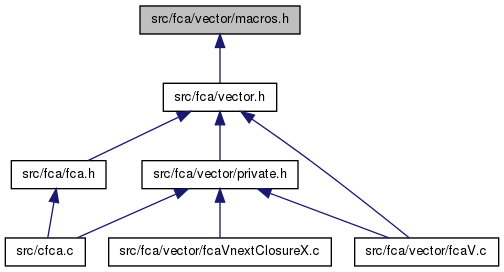 src/fca/vector/macros.h
src/fca/vector.h
src/fca/fca.h
src/fca/vector/private.h
src/cfca.c
src/fca/vector/fcaVnextClosureX.c
src/fca/vector/fcaV.c